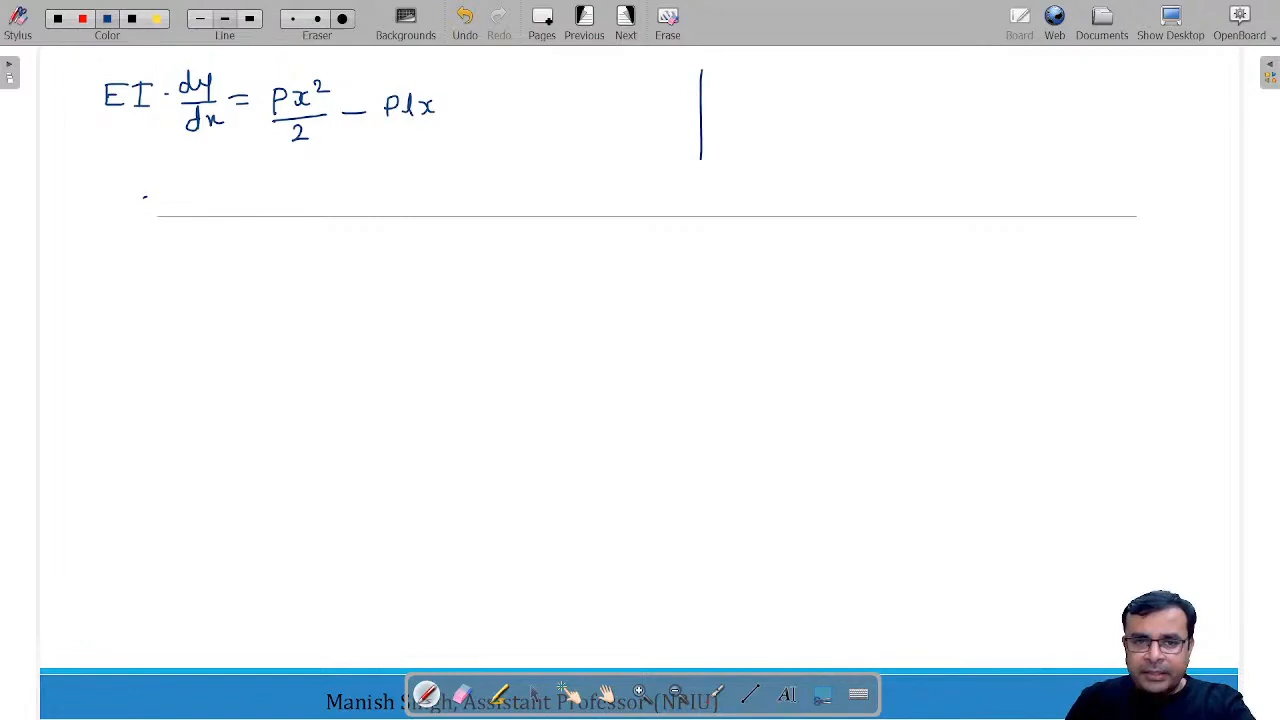 Stylus Color Line Eraser Backgrounds Undo Redo Pages Previous Next Erase Board Web Documents Show Desktop OpenBoard
EI · dy/dx = Px²/2 − Plx
Manish Singh, Assistant Professor (NRIU)